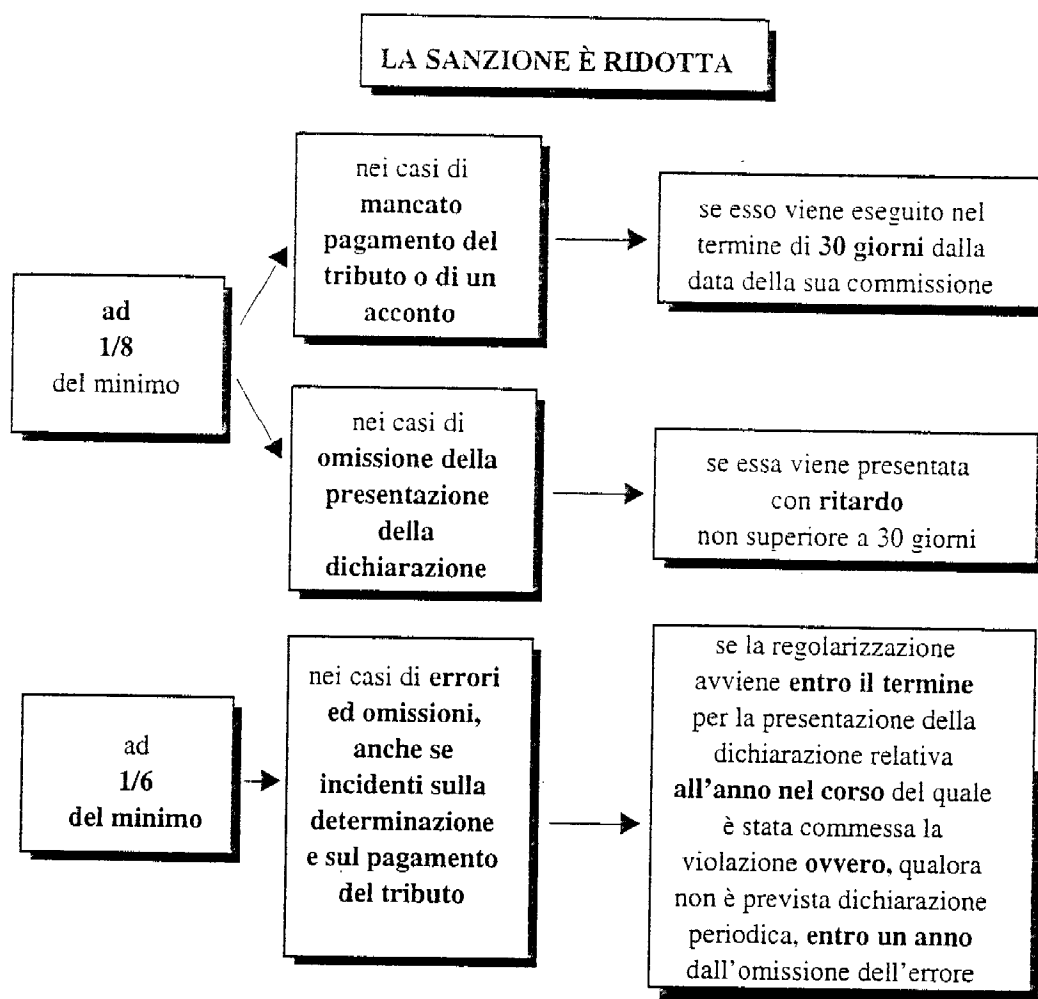 LA SANZIONE È RIDOTTA
ad
1/8
del minimo
nei casi di
mancato
pagamento del
tributo o di un
acconto
se esso viene eseguito nel
termine di 30 giorni dalla
data della sua commissione
nei casi di
omissione della
presentazione
della
dichiarazione
se essa viene presentata
con ritardo
non superiore a 30 giorni
ad
1/6
del minimo
nei casi di errori
ed omissioni,
anche se
incidenti sulla
determinazione
e sul pagamento
del tributo
se la regolarizzazione
avviene entro il termine
per la presentazione della
dichiarazione relativa
all'anno nel corso del quale
è stata commessa la
violazione ovvero, qualora
non è prevista dichiarazione
periodica, entro un anno
dall'omissione dell'errore